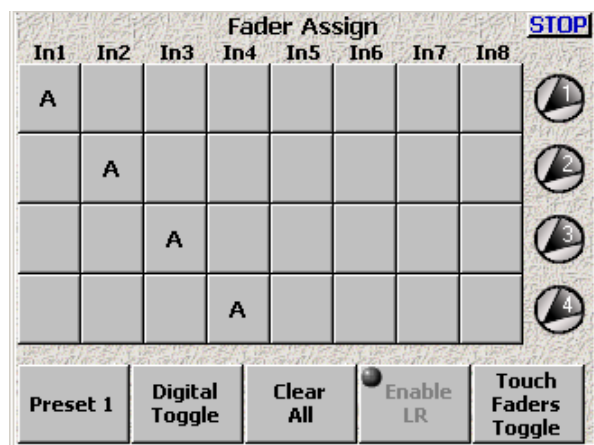 Fader Assign
STOP
In1 In2 In3 In4 In5 In6 In7 In8
A
1
A
2
A
3
A
4
Preset 1
Digital
Toggle
Clear
All
Enable
LR
Touch
Faders
Toggle